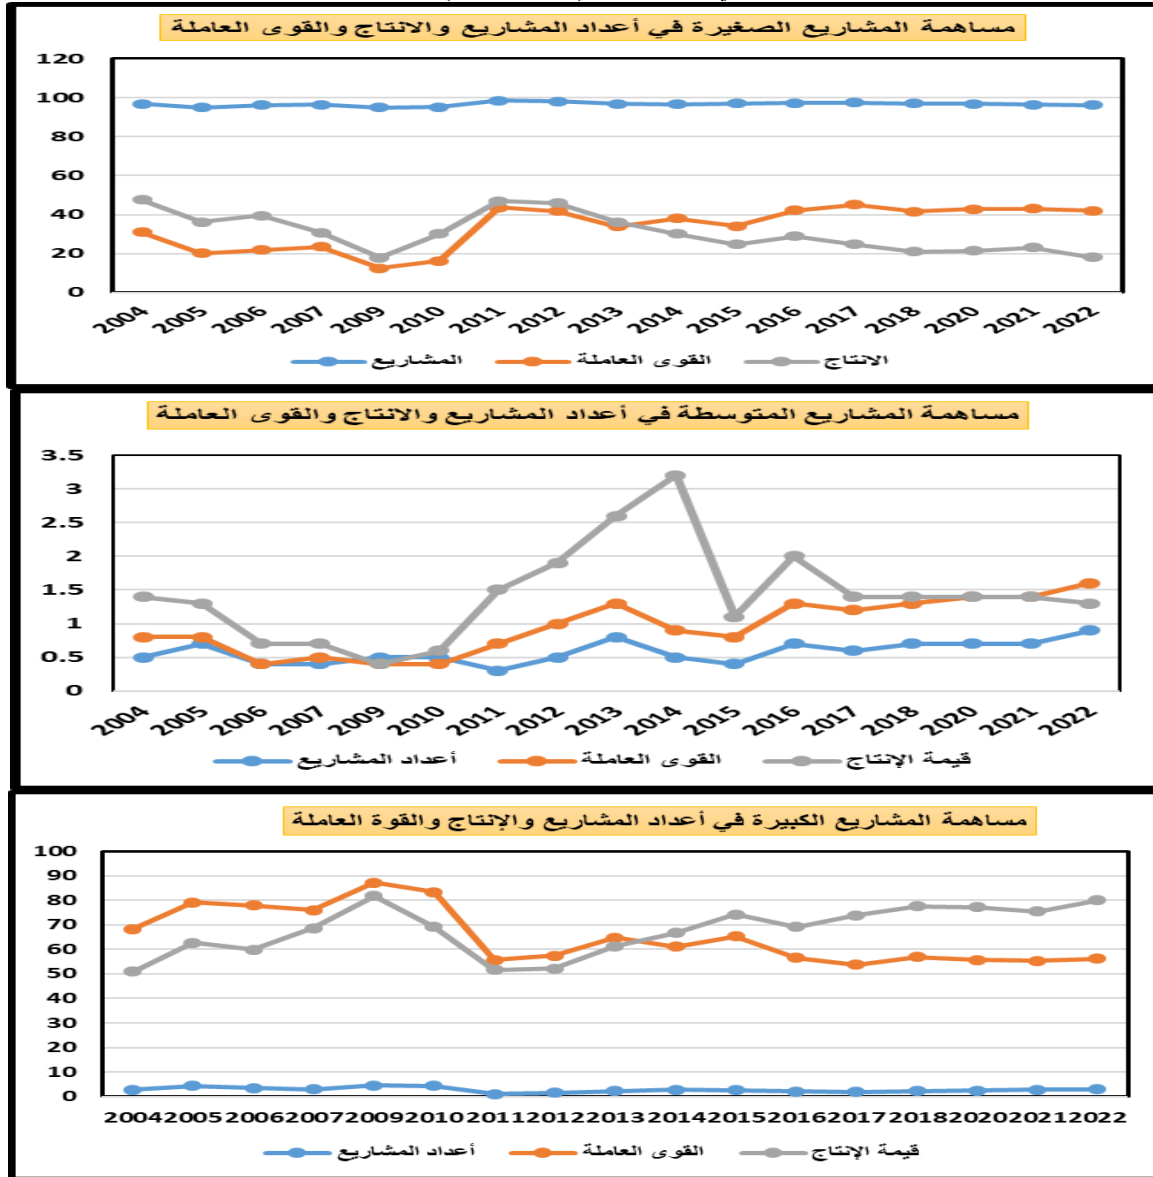 مساهمة المشاريع الصغيرة في أعداد المشاريع والانتاج والقوى العاملة
120
100
80
60
40
20
0
2004 2005 2006 2007 2009 2010 2011 2012 2013 2014 2015 2016 2017 2018 2020 2021 2022
المشاريع القوى العاملة الانتاج
مساهمة المشاريع المتوسطة في أعداد المشاريع والانتاج والقوى العاملة
3.5
3
2.5
2
1.5
1
0.5
0
2004 2005 2006 2007 2009 2010 2011 2012 2013 2014 2015 2016 2017 2018 2020 2021 2022
أعداد المشاريع القوى العاملة قيمة الإنتاج
مساهمة المشاريع الكبيرة في أعداد المشاريع والإنتاج والقوة العاملة
100
90
80
70
60
50
40
30
20
10
0
2004 2005 2006 2007 2009 2010 2011 2012 2013 2014 2015 2016 2017 2018 2020 2021 2022
أعداد المشاريع القوى العاملة قيمة الإنتاج